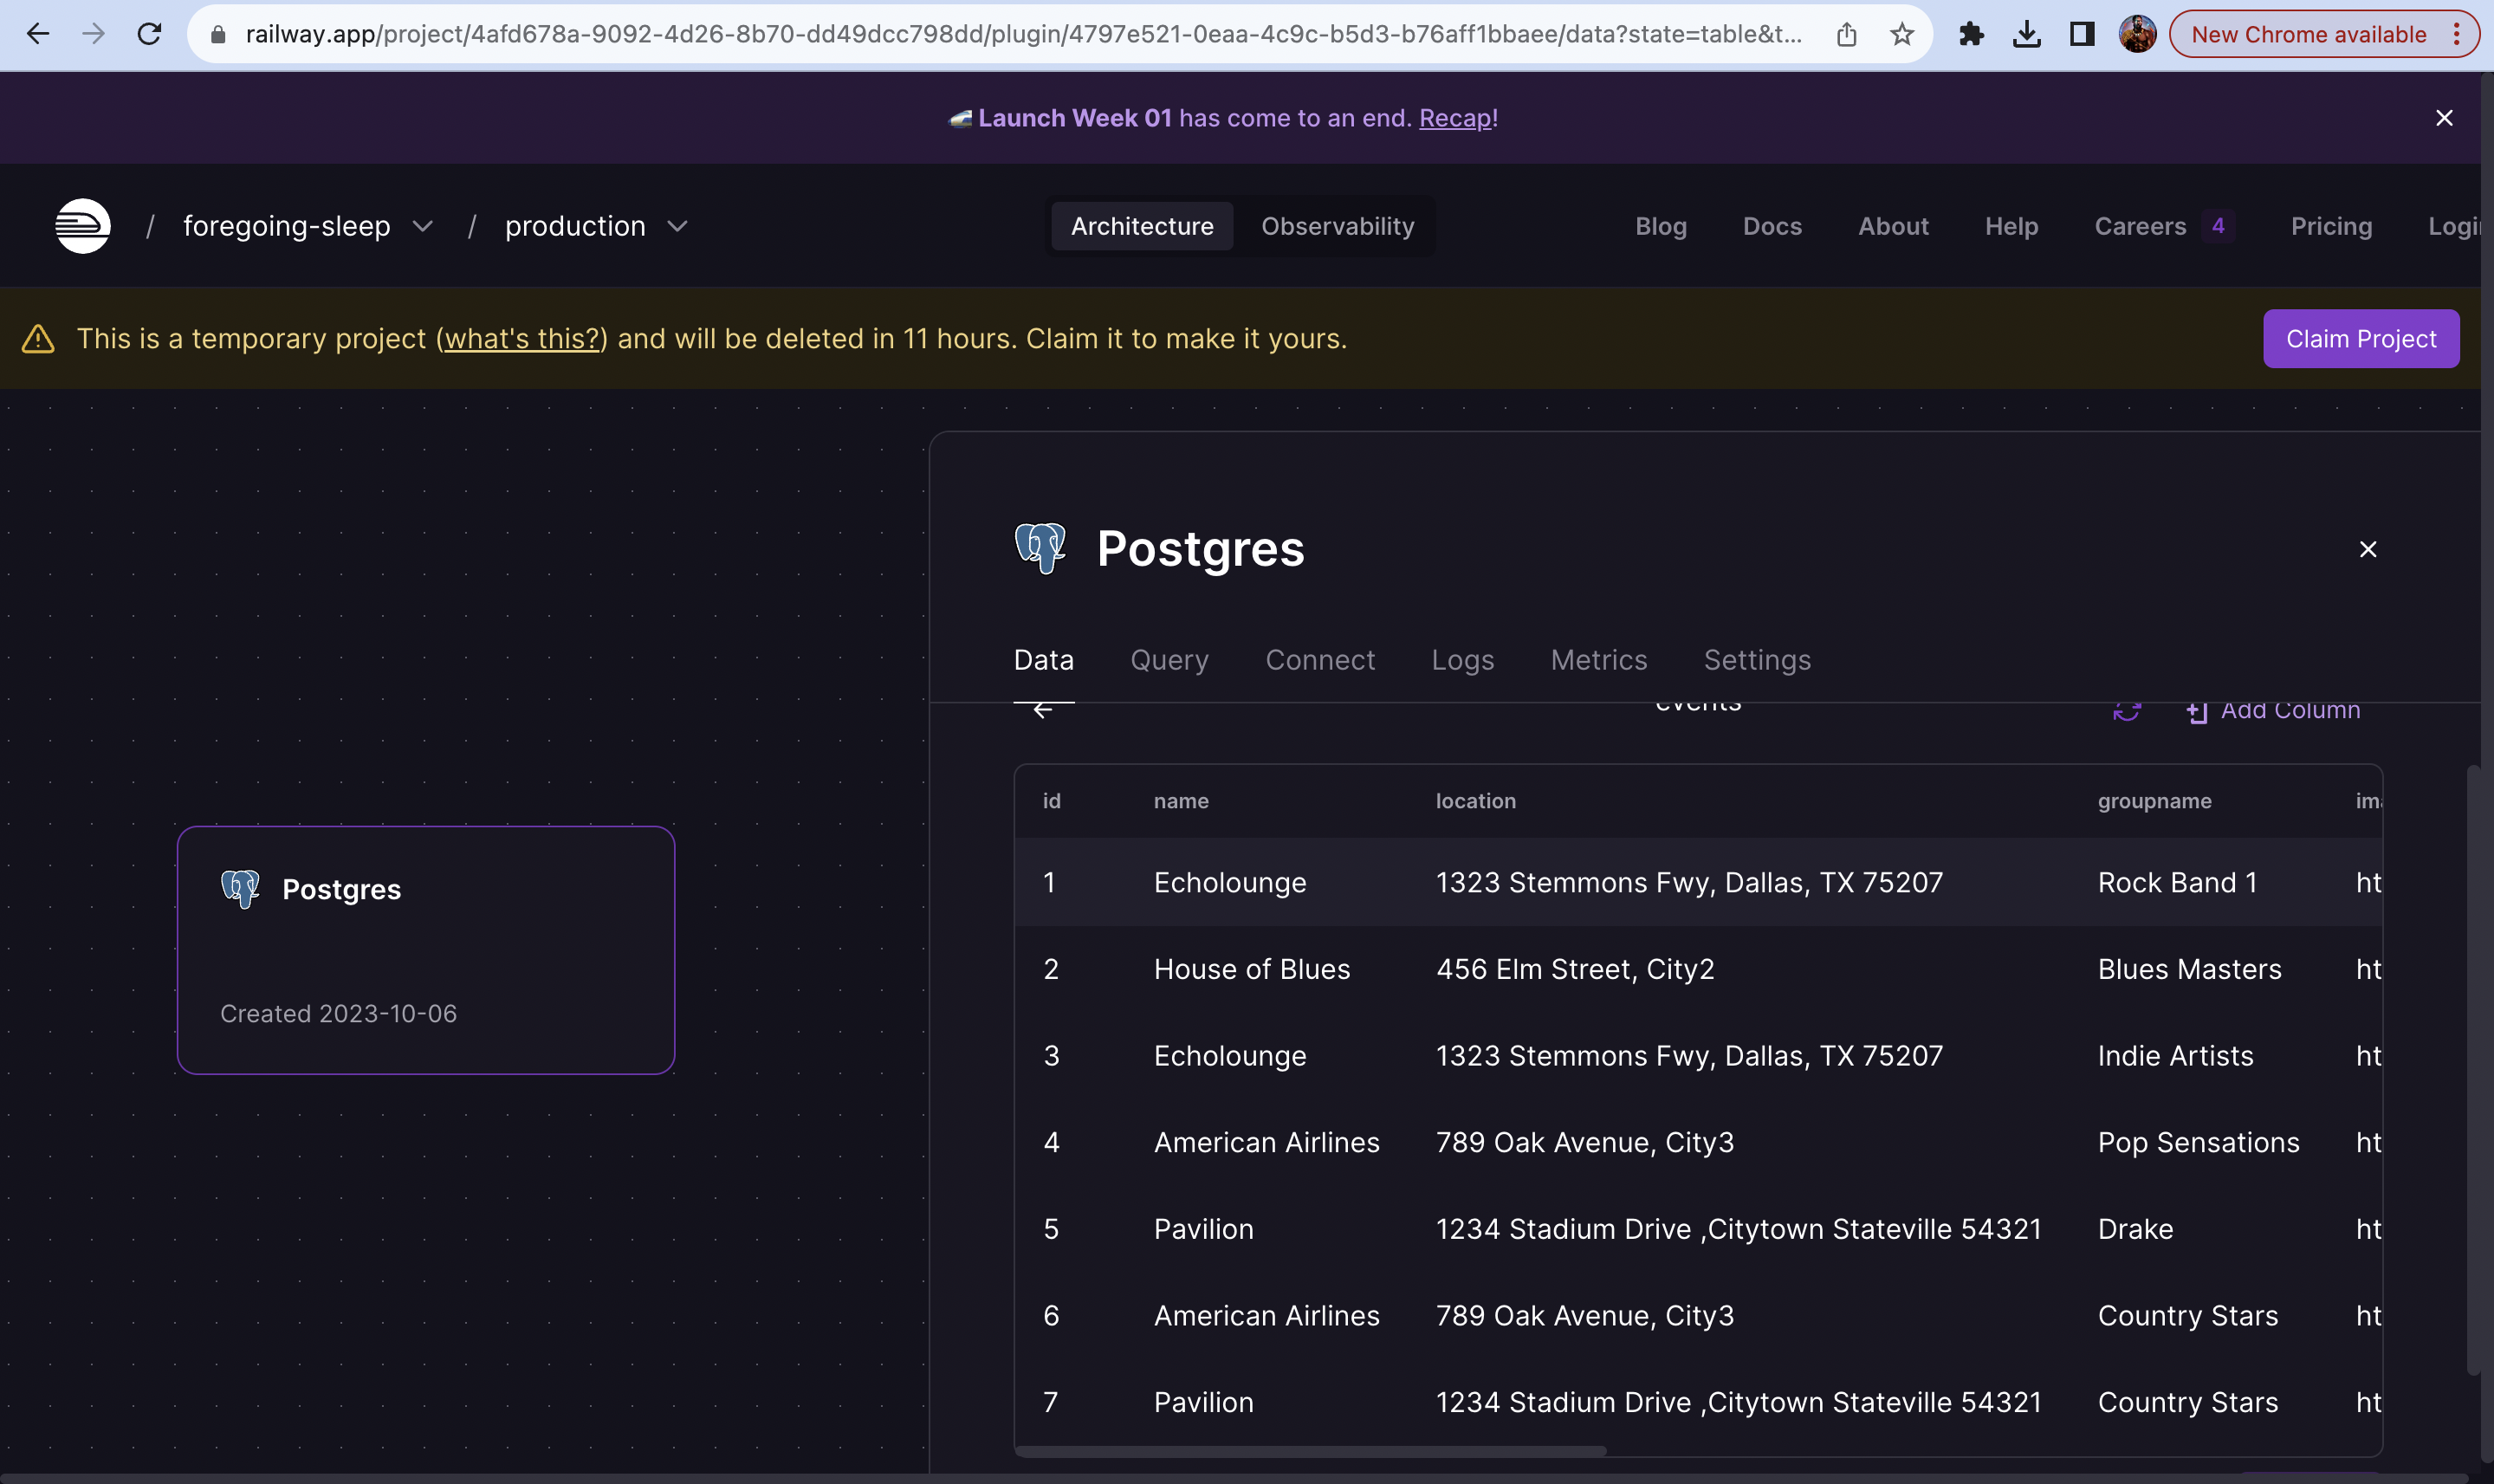 railway.app/project/4afd678a-9092-4d26-8b70-dd49dcc798dd/plugin/4797e521-0eaa-4c9c-b5d3-b76aff1bbaee/data?state=table&t...
New Chrome available
Launch Week 01 has come to an end. Recap!
/ foregoing-sleep / production
Architecture Observability
Blog Docs About Help Careers 4 Pricing Login
This is a temporary project (what's this?) and will be deleted in 11 hours. Claim it to make it yours.
Claim Project
Postgres
Created 2023-10-06
Postgres
Data Query Connect Logs Metrics Settings
events
Add Column
id name location groupname ima
1 Echolounge 1323 Stemmons Fwy, Dallas, TX 75207 Rock Band 1 ht
2 House of Blues 456 Elm Street, City2 Blues Masters ht
3 Echolounge 1323 Stemmons Fwy, Dallas, TX 75207 Indie Artists ht
4 American Airlines 789 Oak Avenue, City3 Pop Sensations ht
5 Pavilion 1234 Stadium Drive ,Citytown Stateville 54321 Drake ht
6 American Airlines 789 Oak Avenue, City3 Country Stars ht
7 Pavilion 1234 Stadium Drive ,Citytown Stateville 54321 Country Stars ht